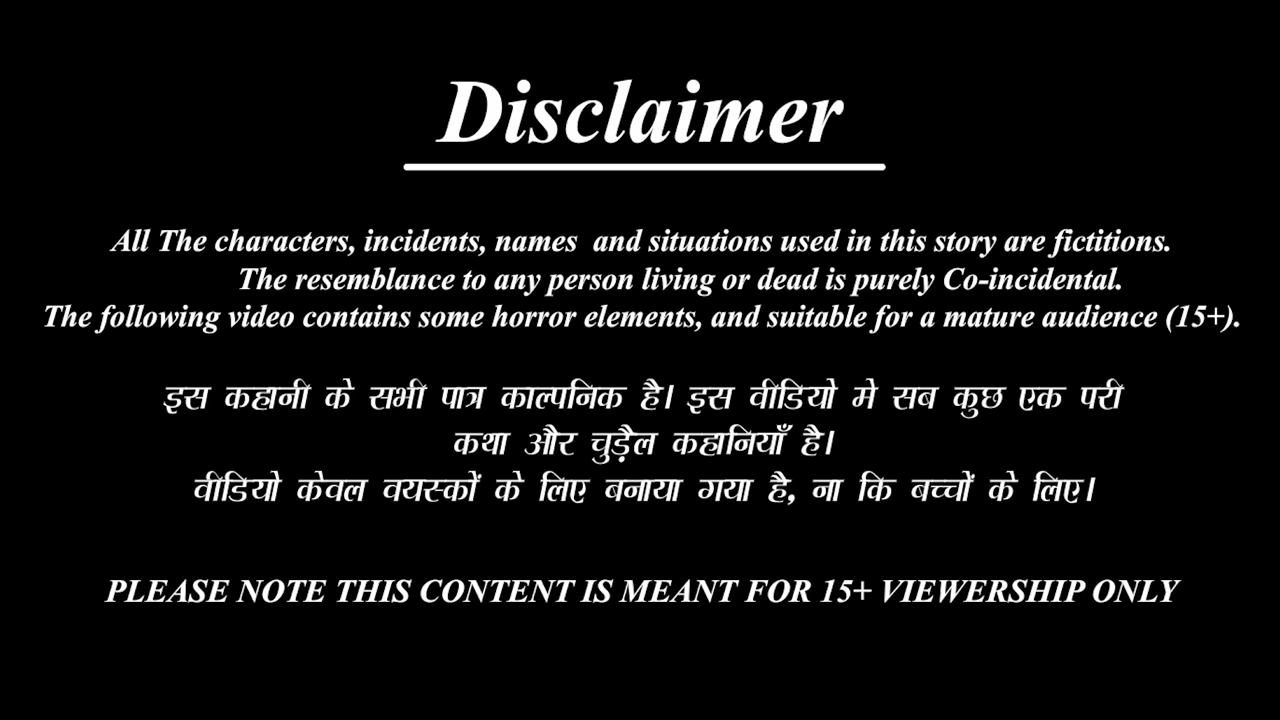 Disclaimer
All The characters, incidents, names and situations used in this story are fictitions.
The resemblance to any person living or dead is purely Co-incidental.
The following video contains some horror elements, and suitable for a mature audience (15+).
इस कहानी के सभी पात्र काल्पनिक है। इस वीडियो मे सब कुछ एक परी
कथा और चुड़ैल कहानियाँ है।
वीडियो केवल वयस्कों के लिए बनाया गया है, ना कि बच्चों के लिए।
PLEASE NOTE THIS CONTENT IS MEANT FOR 15+ VIEWERSHIP ONLY